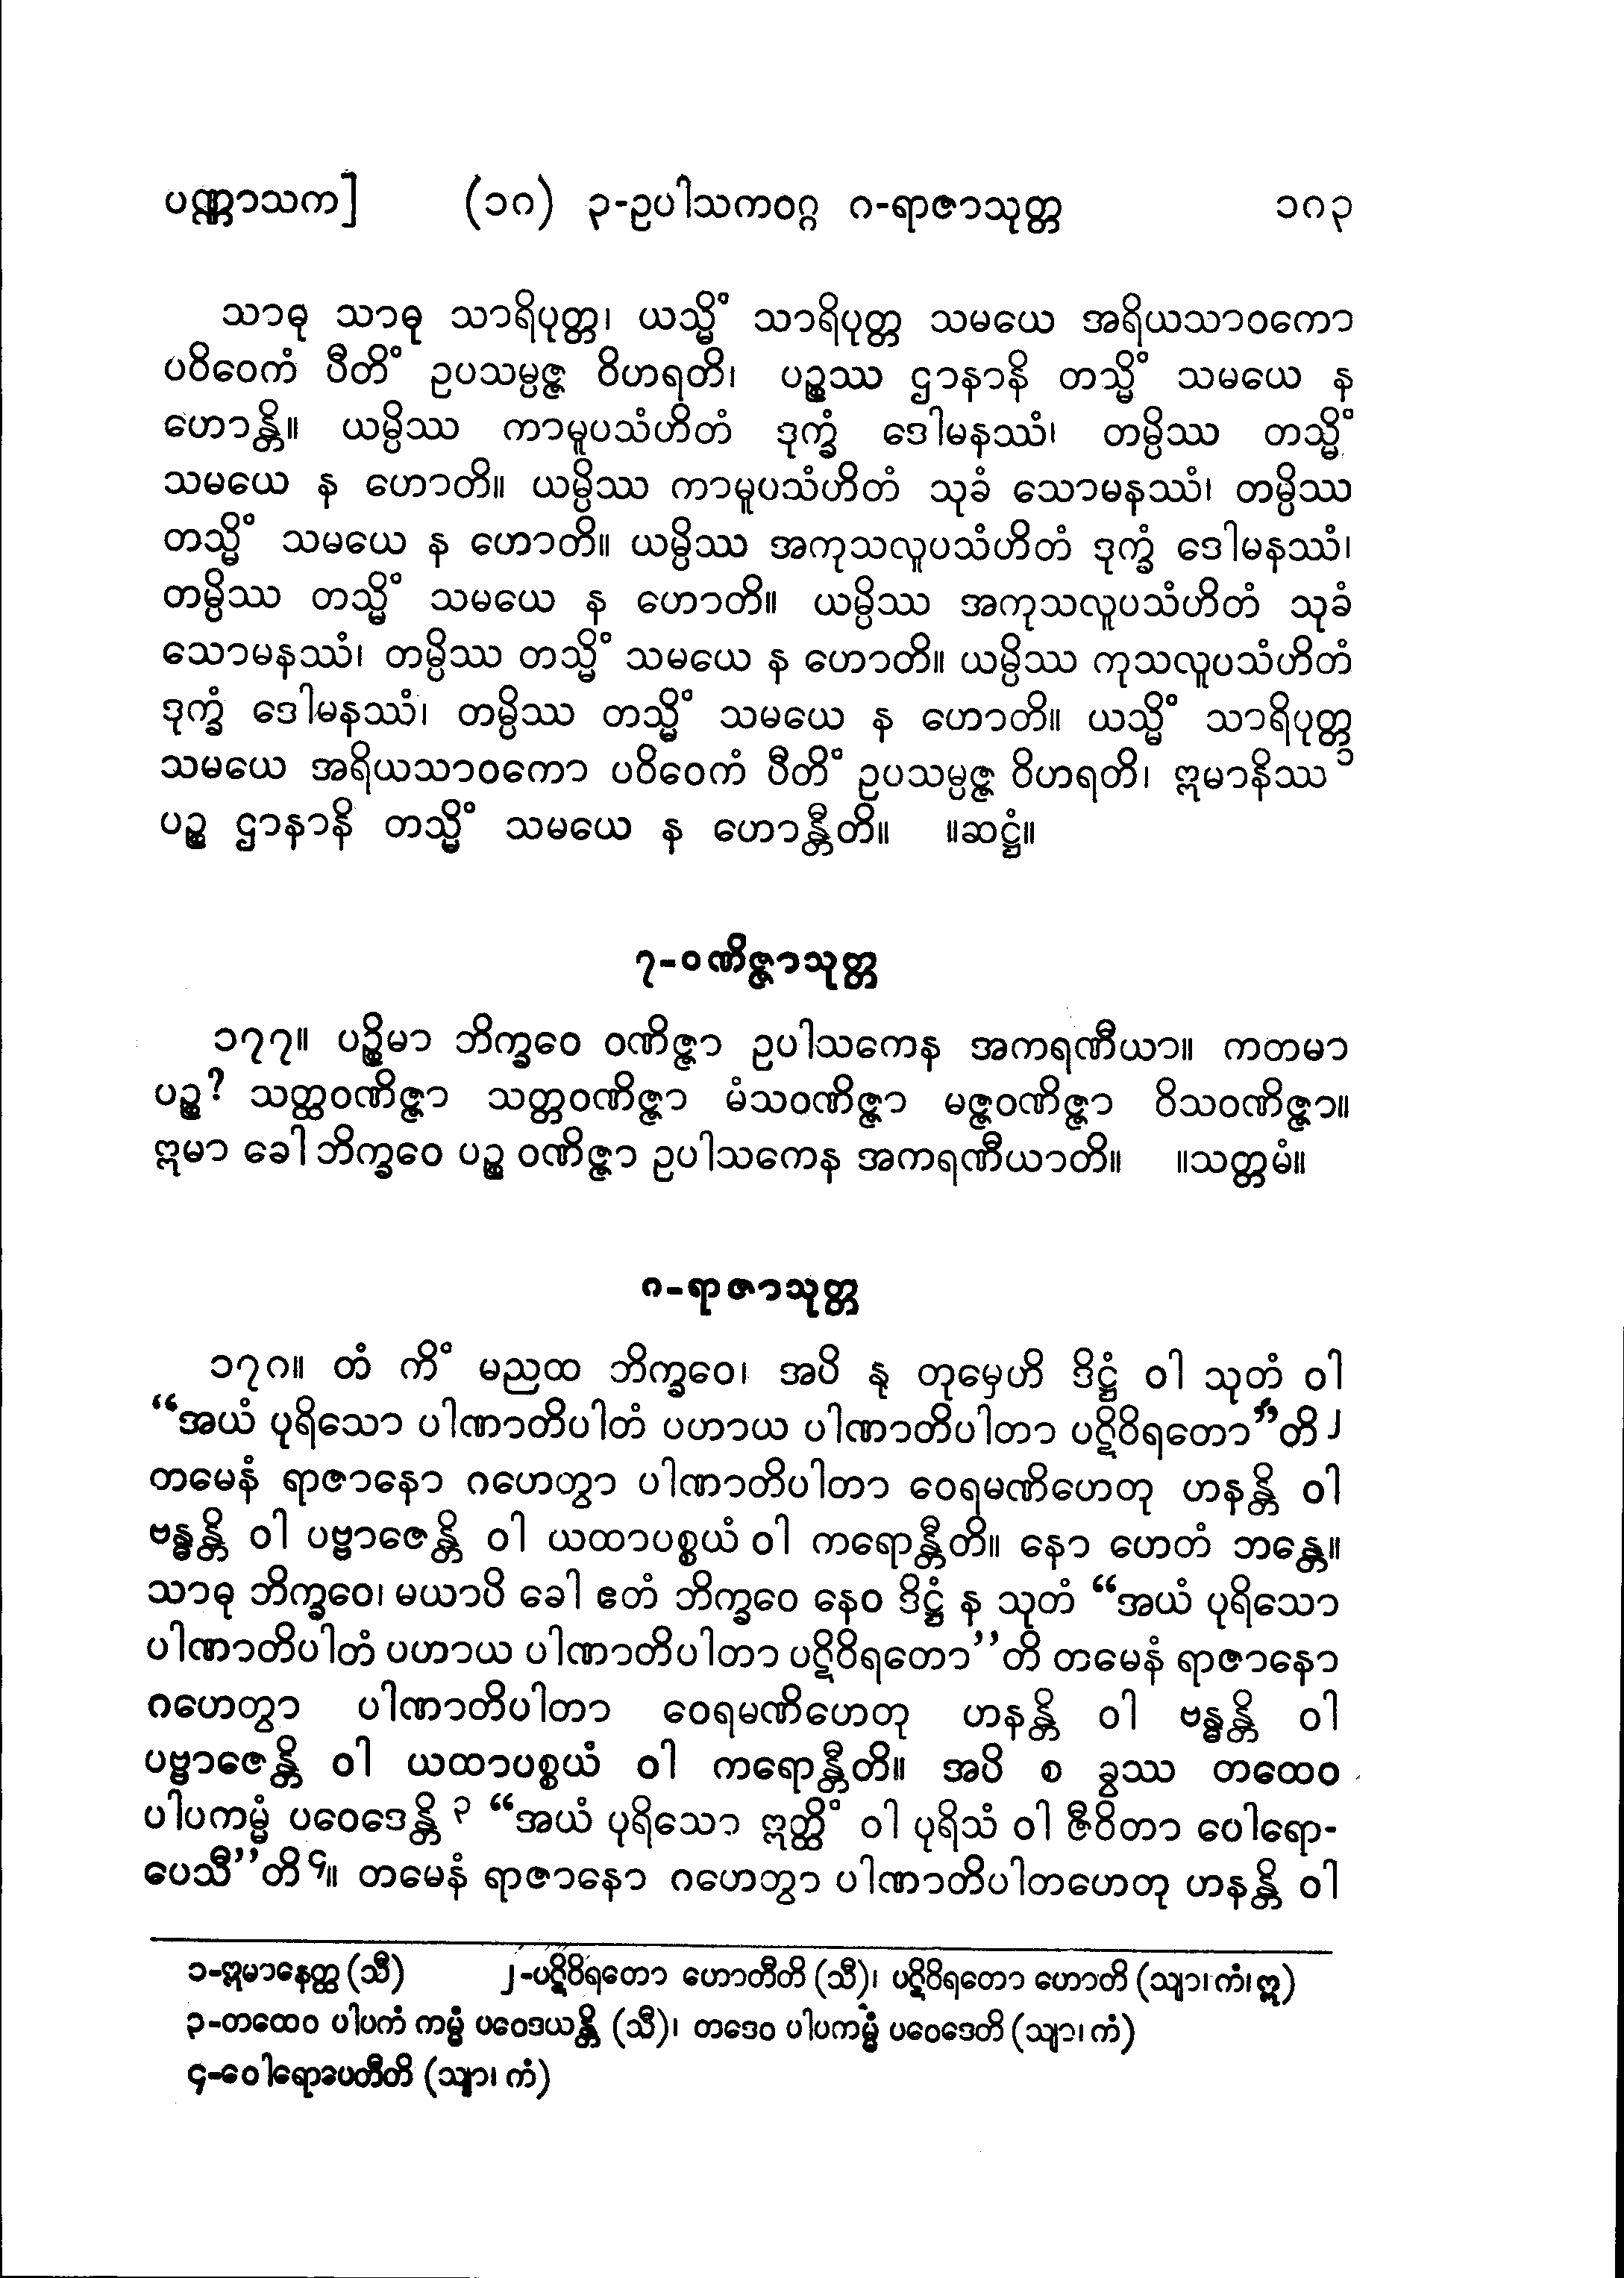 ပဏ္ဏာသက] (၁၈) ၃-ဥပါသကဝဂ္ဂ ၈-ရာဇာသုတ္တ ၁၈၃
သာဓု သာဓု သာရိပုတ္တ၊ ယသ္မိံ သာရိပုတ္တ သမယေ အရိယသာဝကော
ပဝိဝေကံ ပီတိံ ဥပသမ္ပဇ္ဇ ဝိဟရတိ၊ ပဉ္စဿ ဌာနာနိ တသ္မိံ သမယေ န
ဟောန္တိ။ ယမ္ပိဿ ကာမူပသံဟိတံ ဒုက္ခံ ဒေါမနဿံ၊ တမ္ပိဿ တသ္မိံ
သမယေ န ဟောတိ။ ယမ္ပိဿ ကာမူပသံဟိတံ သုခံ သောမနဿံ၊ တမ္ပိဿ
တသ္မိံ သမယေ န ဟောတိ။ ယမ္ပိဿ အကုသလူပသံဟိတံ ဒုက္ခံ ဒေါမနဿံ၊
တမ္ပိဿ တသ္မိံ သမယေ န ဟောတိ။ ယမ္ပိဿ အကုသလူပသံဟိတံ သုခံ
သောမနဿံ၊ တမ္ပိဿ တသ္မိံ သမယေ န ဟောတိ။ ယမ္ပိဿ ကုသလူပသံဟိတံ
ဒုက္ခံ ဒေါမနဿံ၊ တမ္ပိဿ တသ္မိံ သမယေ န ဟောတိ။ ယသ္မိံ သာရိပုတ္တ
သမယေ အရိယသာဝကော ပဝိဝေကံ ပီတိံ ဥပသမ္ပဇ္ဇ ဝိဟရတိ၊ ဣမာနိဿ ၁
ပဉ္စ ဌာနာနိ တသ္မိံ သမယေ န ဟောန္တီတိ။ ။ဆဋ္ဌံ။
၇-ဝဏိဇ္ဇာသုတ္တ
၁၇၇။ ပဉ္စိမာ ဘိက္ခဝေ ဝဏိဇ္ဇာ ဥပါသကေန အကရဏီယာ။ ကတမာ
ပဉ္စ? သတ္ထဝဏိဇ္ဇာ သတ္တဝဏိဇ္ဇာ မံသဝဏိဇ္ဇာ မဇ္ဇဝဏိဇ္ဇာ ဝိသဝဏိဇ္ဇာ။
ဣမာ ခေါ ဘိက္ခဝေ ပဉ္စ ဝဏိဇ္ဇာ ဥပါသကေန အကရဏီယာတိ။ ။သတ္တမံ။
၈-ရာဇာသုတ္တ
၁၇၈။ တံ ကိံ မညထ ဘိက္ခဝေ၊ အပိ နု တုမှေဟိ ဒိဋ္ဌံ ဝါ သုတံ ဝါ
“အယံ ပုရိသော ပါဏာတိပါတံ ပဟာယ ပါဏာတိပါတာ ပဋိဝိရတော”တိ ၂
တမေနံ ရာဇာနော ဂဟေတွာ ပါဏာတိပါတာ ဝေရမဏိဟေတု ဟနန္တိ ဝါ
ဗန္ဓန္တိ ဝါ ပဗ္ဗာဇေန္တိ ဝါ ယထာပစ္စယံ ဝါ ကရောန္တီတိ။ နော ဟေတံ ဘန္တေ။
သာဓု ဘိက္ခဝေ၊ မယာပိ ခေါ ဧတံ ဘိက္ခဝေ နေဝ ဒိဋ္ဌံ န သုတံ “အယံ ပုရိသော
ပါဏာတိပါတံ ပဟာယ ပါဏာတိပါတာ ပဋိဝိရတော’’တိ တမေနံ ရာဇာနော
ဂဟေတွာ ပါဏာတိပါတာ ဝေရမဏိဟေတု ဟနန္တိ ဝါ ဗန္ဓန္တိ ဝါ
ပဗ္ဗာဇေန္တိ ဝါ ယထာပစ္စယံ ဝါ ကရောန္တီတိ။ အပိ စ ခွဿ တထေဝ
ပါပကမ္မံ ပဝေဒေန္တိ ၃ “အယံ ပုရိသော ဣတ္ထိံ ဝါ ပုရိသံ ဝါ ဇီဝိတာ ဝေါရော-
ပေသီ’’တိ ၄။ တမေနံ ရာဇာနော ဂဟေတွာ ပါဏာတိပါတဟေတု ဟနန္တိ ဝါ
၁-ဣမာနေတ္ထ (သီ) ၂-ပဋိဝိရတော ဟောတီတိ (သီ)၊ ပဋိဝိရတော ဟောတိ (သျာ၊ ကံ၊ ဣ)
၃-တထေဝ ပါပကံ ကမ္မံ ပဝေဒယန္တိ (သီ)၊ တဒေဝ ပါပကမ္မံ ပဝေဒေတိ (သျာ၊ ကံ)
၄-ဝေါရောပေတီတိ (သျာ၊ ကံ)